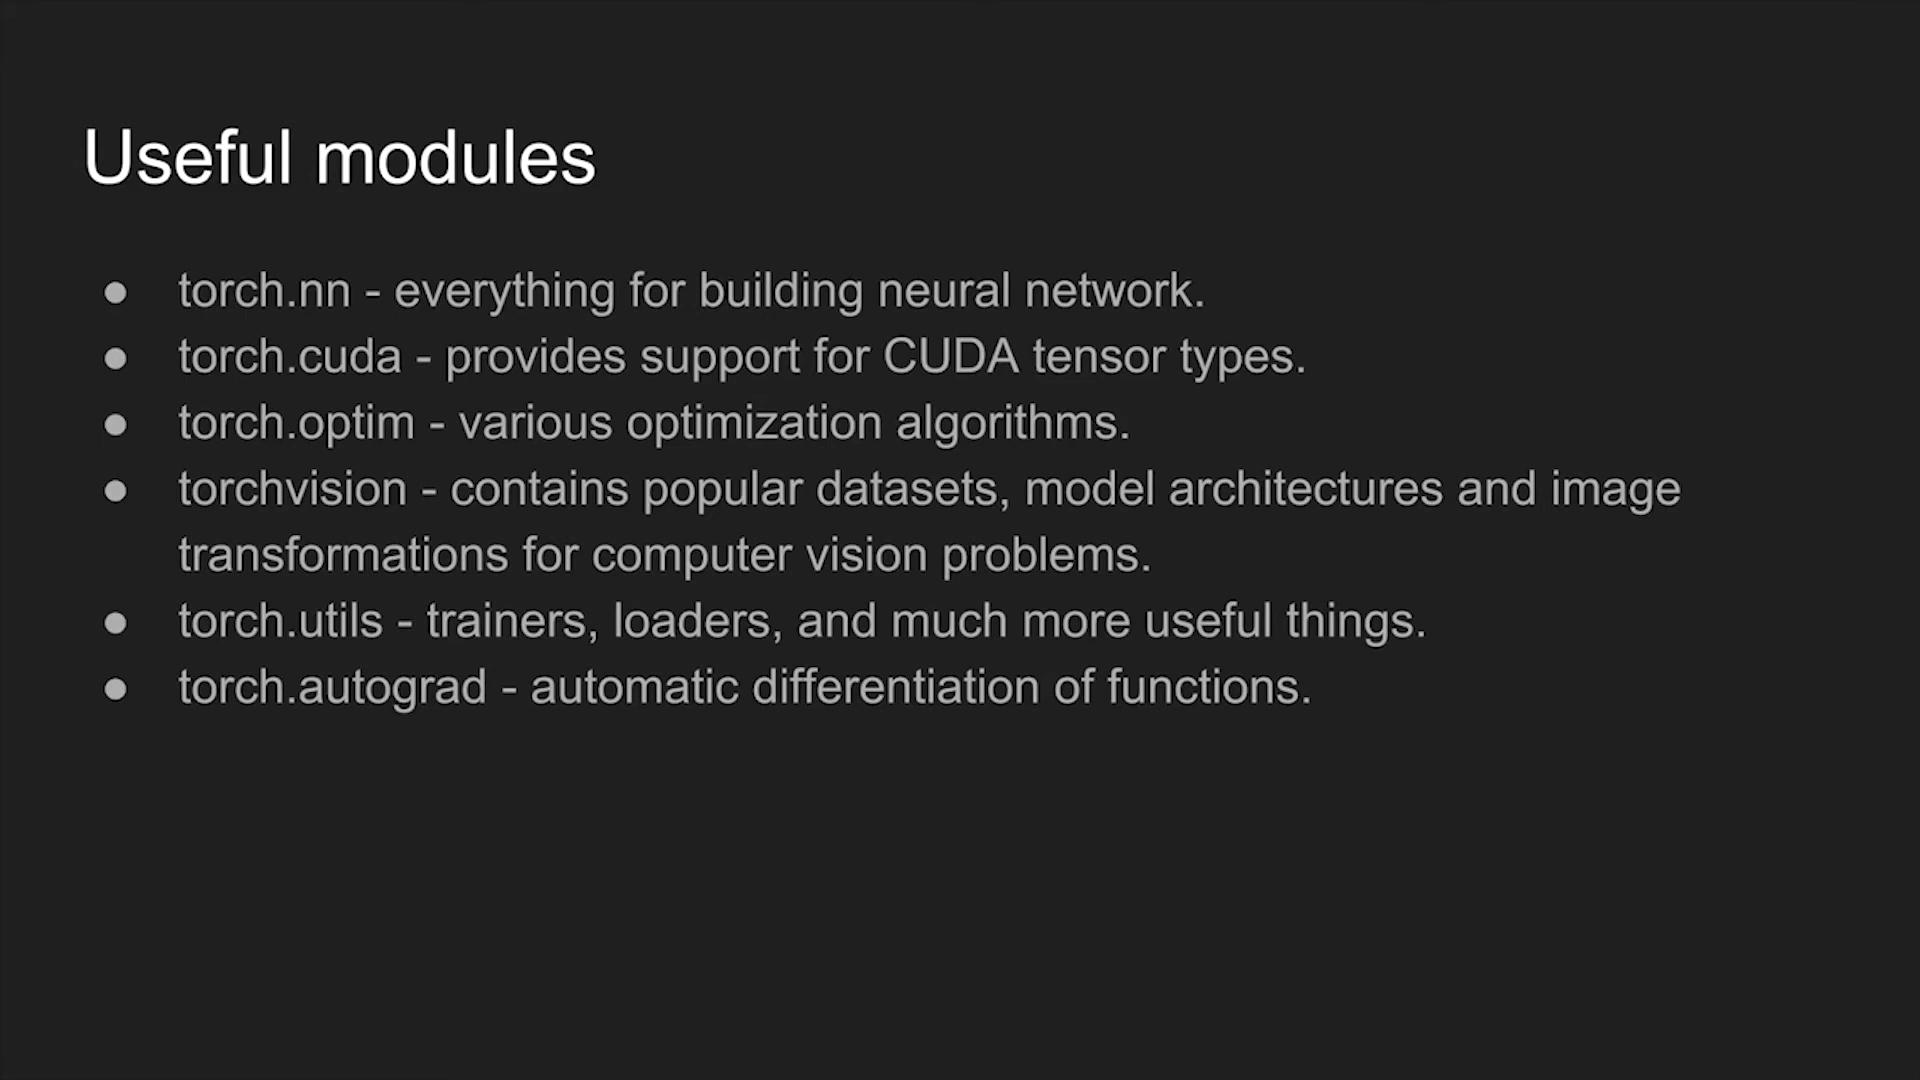 Useful modules
● torch.nn - everything for building neural network.
● torch.cuda - provides support for CUDA tensor types.
● torch.optim - various optimization algorithms.
● torchvision - contains popular datasets, model architectures and image
transformations for computer vision problems.
● torch.utils - trainers, loaders, and much more useful things.
● torch.autograd - automatic differentiation of functions.